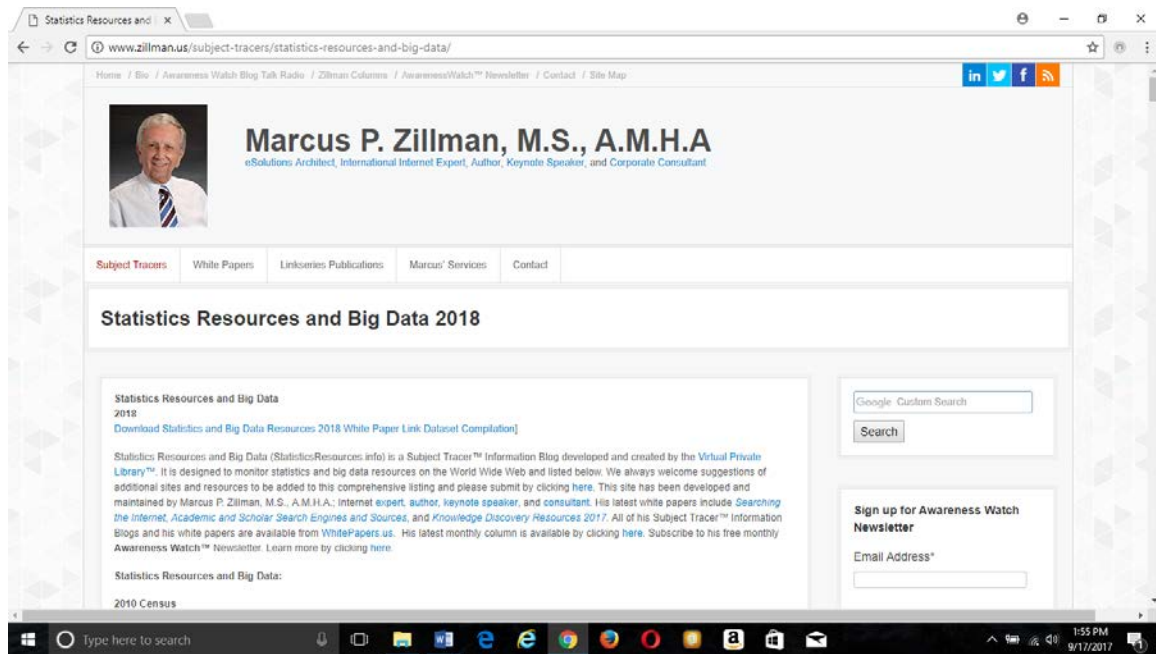 Statistics Resources and
www.zillman.us/subject-tracers/statistics-resources-and-big-data/
Home / Bio / Awareness Watch Blog Talk Radio / Zillman Columns / AwarenessWatch™ Newsletter / Contact / Site Map
in f
Marcus P. Zillman, M.S., A.M.H.A
eSolutions Architect, International Internet Expert, Author, Keynote Speaker, and Corporate Consultant
Subject Tracers White Papers Linkseries Publications Marcus' Services Contact
Statistics Resources and Big Data 2018
Statistics Resources and Big Data
2018
Download Statistics and Big Data Resources 2018 White Paper Link Dataset Compilation]
Statistics Resources and Big Data (StatisticsResources.info) is a Subject Tracer™ Information Blog developed and created by the Virtual Private
Library™. It is designed to monitor statistics and big data resources on the World Wide Web and listed below. We always welcome suggestions of
additional sites and resources to be added to this comprehensive listing and please submit by clicking here. This site has been developed and
maintained by Marcus P. Zillman, M.S., A.M.H.A.; Internet expert, author, keynote speaker, and consultant. His latest white papers include Searching
the Internet, Academic and Scholar Search Engines and Sources, and Knowledge Discovery Resources 2017. All of his Subject Tracer™ Information
Blogs and his white papers are available from WhitePapers.us. His latest monthly column is available by clicking here. Subscribe to his free monthly
Awareness Watch™ Newsletter. Learn more by clicking here.
Statistics Resources and Big Data:
2010 Census
Google Custom Search
Search
Sign up for Awareness Watch
Newsletter
Email Address*
Type here to search
1:55 PM
9/17/2017